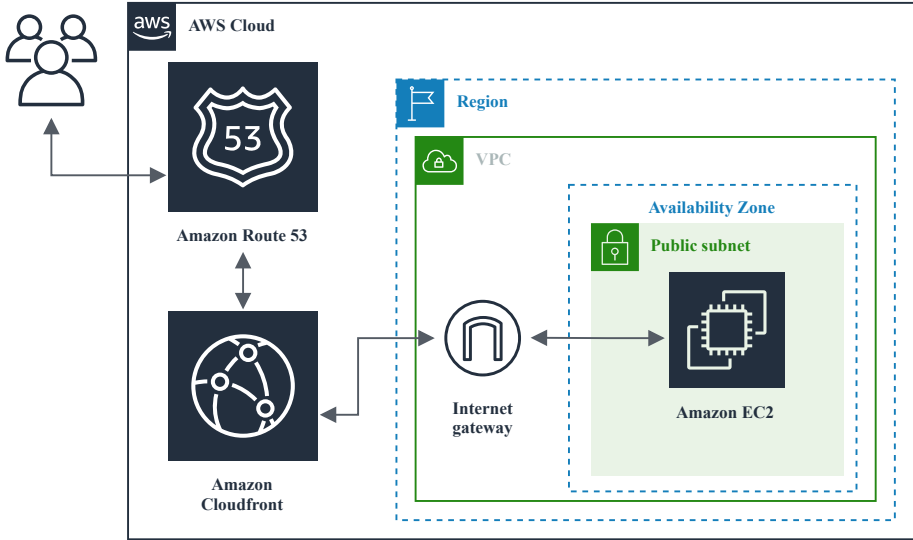 aws
AWS Cloud
53
Amazon Route 53
Region
VPC
Availability Zone
Public subnet
Internet
gateway
Amazon EC2
Amazon
Cloudfront